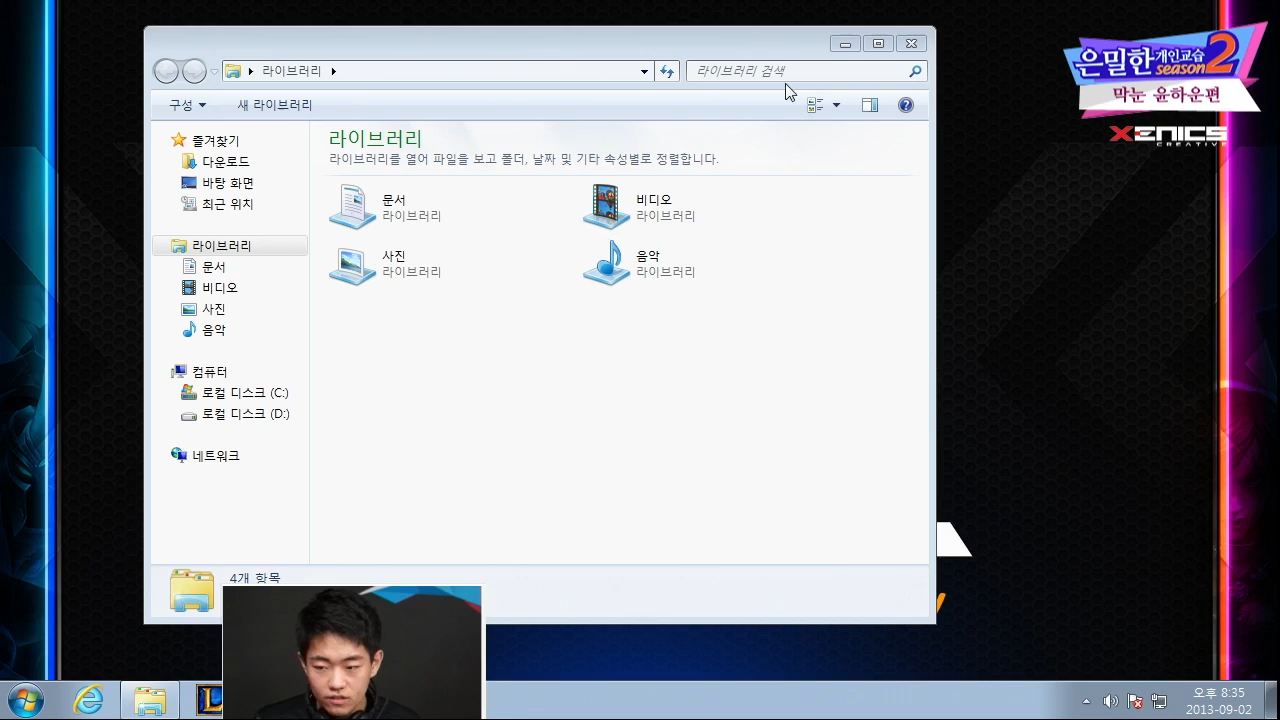 은밀한 개인교습
season 2
막눈 윤하운편
XENICS
CREATIVE
라이브러리
라이브러리 검색
구성
새 라이브러리
즐겨찾기
다운로드
바탕 화면
최근 위치
라이브러리
문서
비디오
사진
음악
컴퓨터
로컬 디스크 (C:)
로컬 디스크 (D:)
네트워크
라이브러리
라이브러리를 열어 파일을 보고 폴더, 날짜 및 기타 속성별로 정렬합니다.
문서
라이브러리
비디오
라이브러리
사진
라이브러리
음악
라이브러리
4개 항목
오후 8:35
2013-09-02